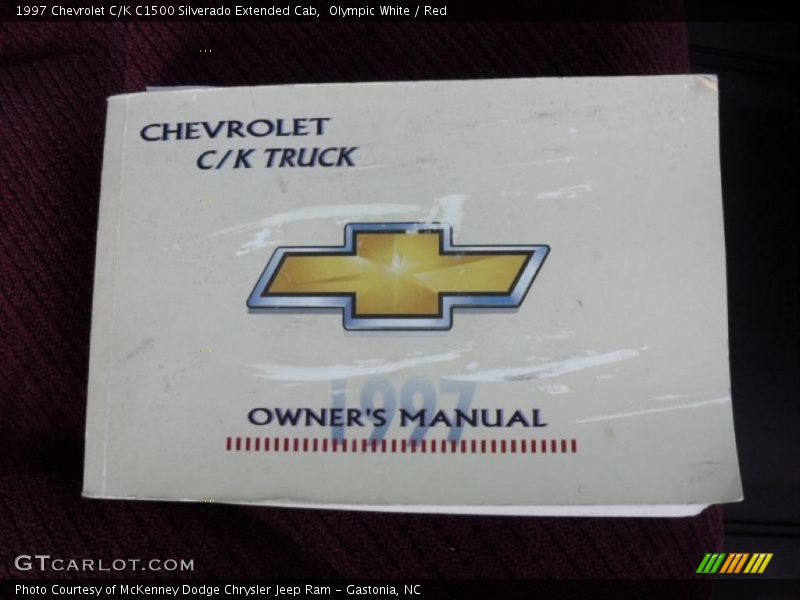 1997 Chevrolet C/K C1500 Silverado Extended Cab,  Olympic White / Red
CHEVROLET
C/K TRUCK
1997
OWNER'S MANUAL
GTCARLOT.COM
Photo Courtesy of McKenney Dodge Chrysler Jeep Ram – Gastonia, NC